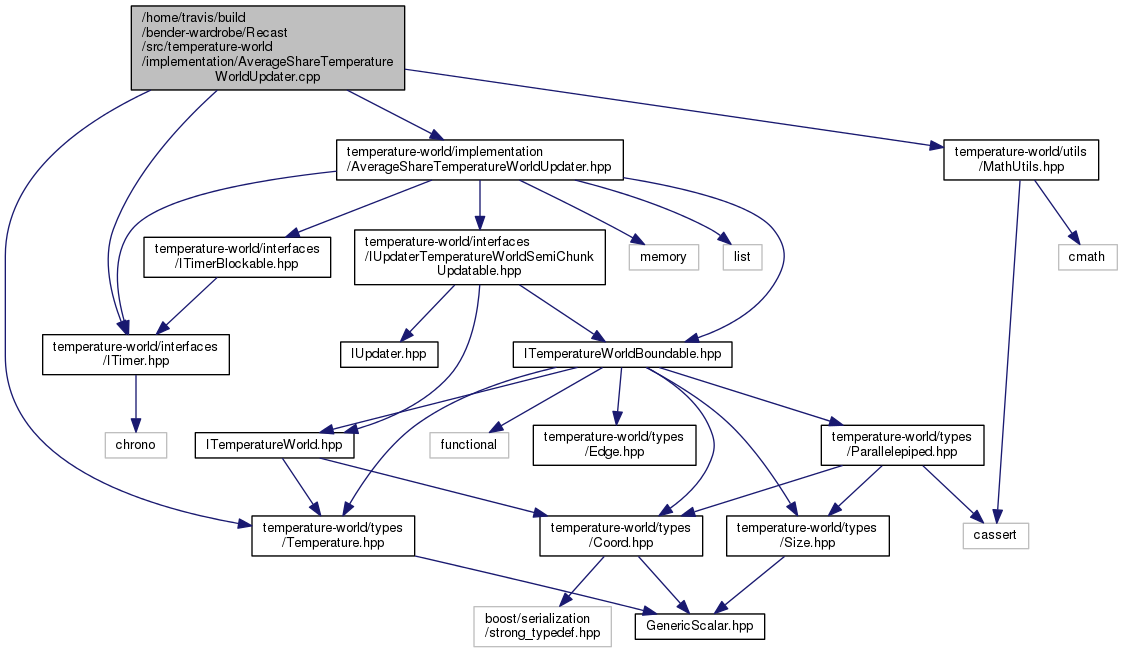 /home/travis/build
/bender-wardrobe/Recast
/src/temperature-world
/implementation/AverageShareTemperature
WorldUpdater.cpp
temperature-world/implementation
/AverageShareTemperatureWorldUpdater.hpp
temperature-world/utils
/MathUtils.hpp
temperature-world/interfaces
/ITimerBlockable.hpp
temperature-world/interfaces
/IUpdaterTemperatureWorldSemiChunk
Updatable.hpp
memory
list
cmath
temperature-world/interfaces
/ITimer.hpp
IUpdater.hpp
ITemperatureWorldBoundable.hpp
chrono
ITemperatureWorld.hpp
functional
temperature-world/types
/Edge.hpp
temperature-world/types
/Parallelepiped.hpp
temperature-world/types
/Temperature.hpp
temperature-world/types
/Coord.hpp
temperature-world/types
/Size.hpp
cassert
boost/serialization
/strong_typedef.hpp
GenericScalar.hpp